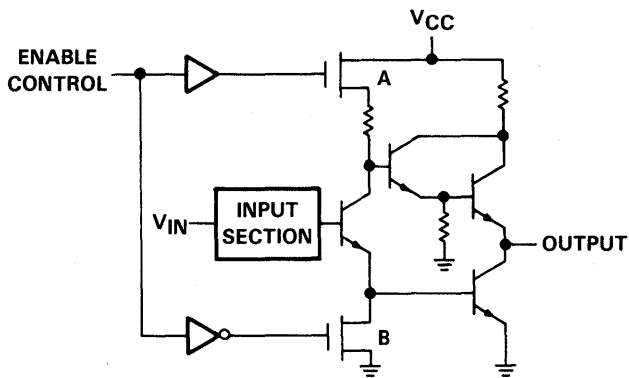 VCC
ENABLE
CONTROL
A
VIN
INPUT
SECTION
OUTPUT
B